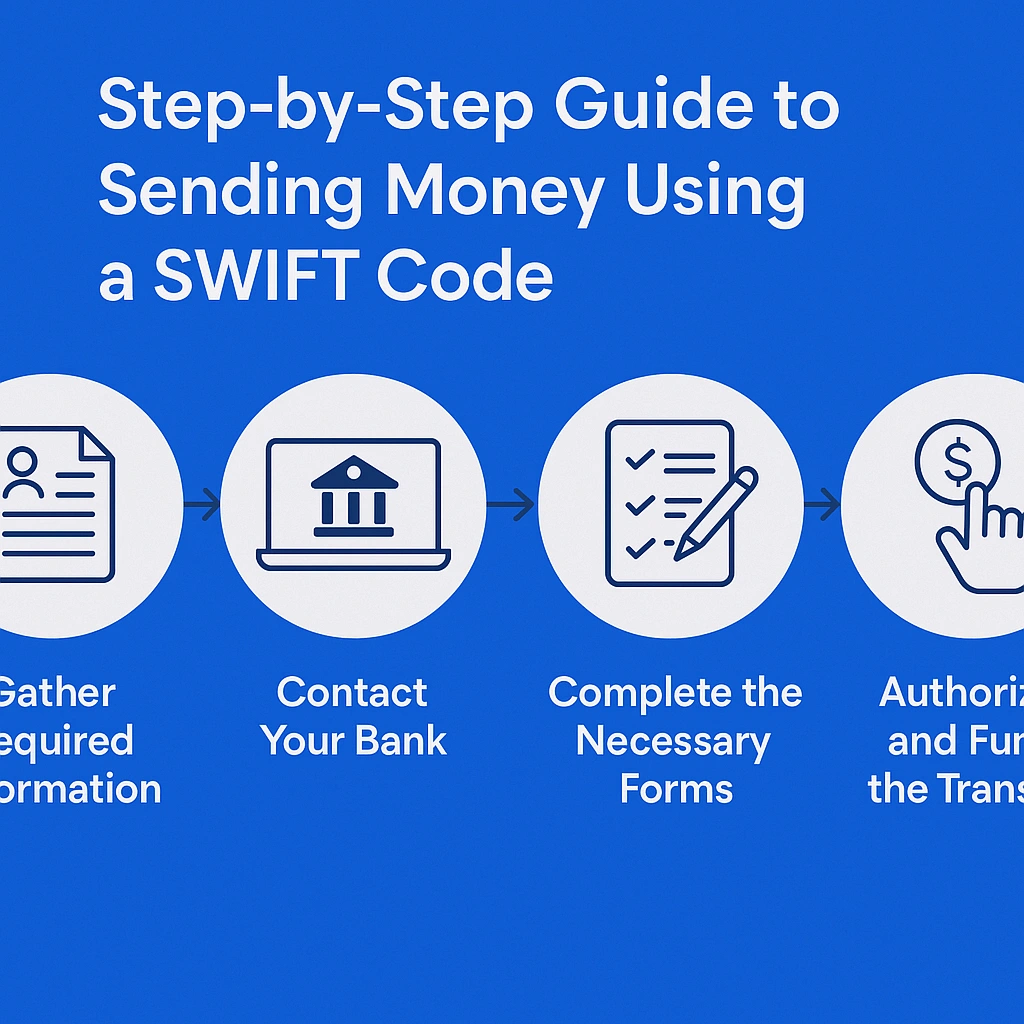 Step-by-Step Guide to
Sending Money Using
a SWIFT Code
Gather
equired
ormation
Contact
Your Bank
Complete the
Necessary
Forms
Authoriz
and Fun
the Trans
$